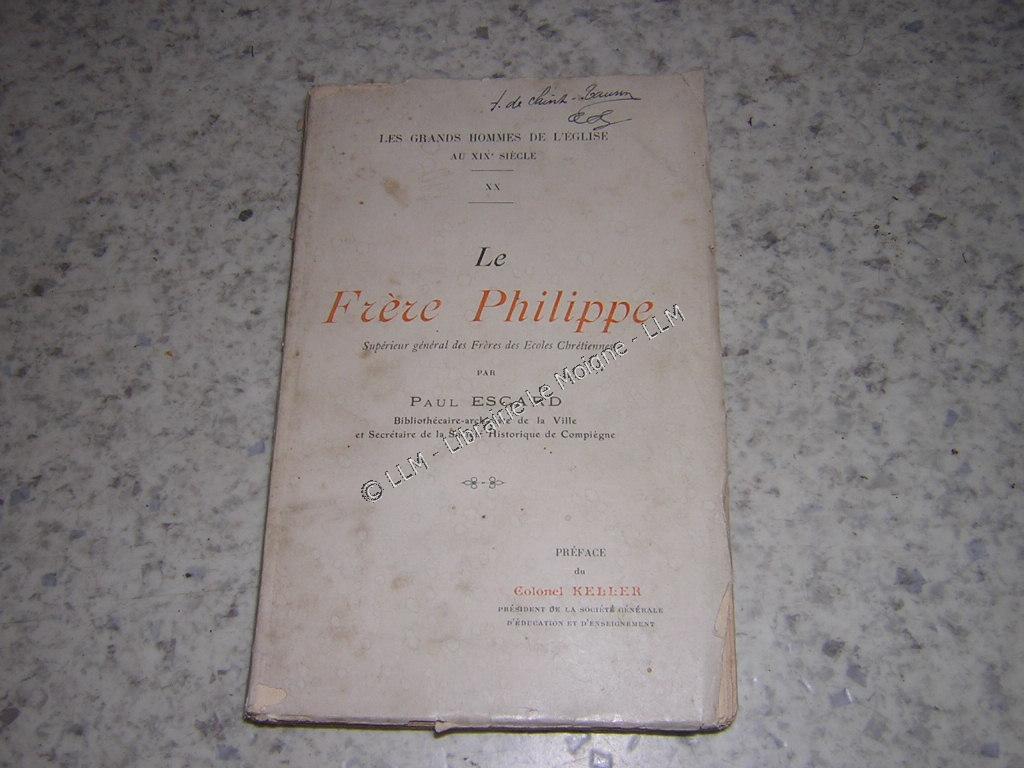 de Saint-
LES GRANDS HOMMES DE L'EGLISE
AU XIXᵉ SIÈCLE
XX
Le
Frère Philippe
Supérieur général des Frères des Ecoles Chrétiennes
PAR
PAUL ESCARD
Bibliothécaire-archiviste de la Ville
et Secrétaire de la Société Historique de Compiègne
© LLM - Librairie Le Moigne - LLM
PRÉFACE
du
Colonel KELLER
PRÉSIDENT DE LA SOCIÉTÉ GÉNÉRALE
D'ÉDUCATION ET D'ENSEIGNEMENT